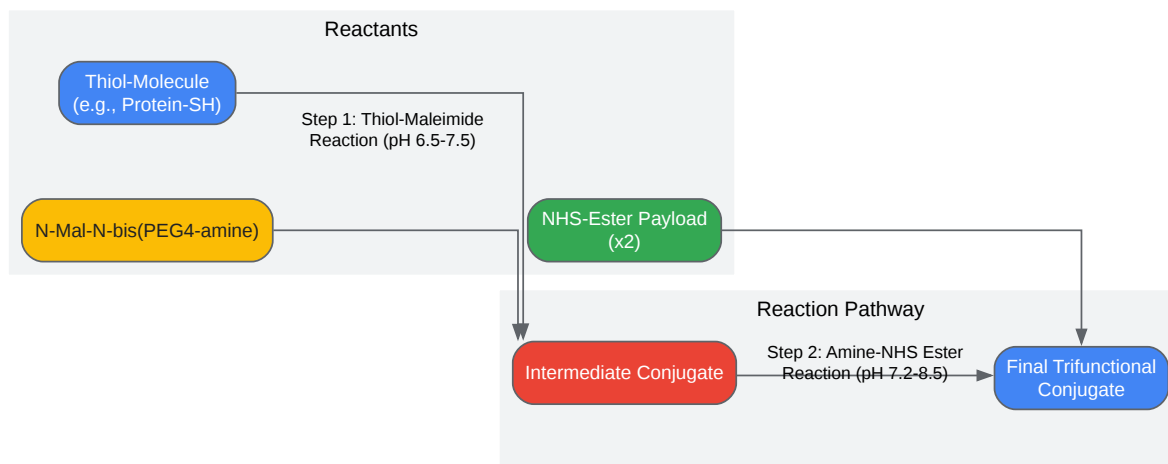 Reactants
Thiol-Molecule
(e.g., Protein-SH)
Step 1: Thiol-Maleimide
Reaction (pH 6.5-7.5)
N-Mal-N-bis(PEG4-amine)
NHS-Ester Payload
(x2)
Reaction Pathway
Intermediate Conjugate
Step 2: Amine-NHS Ester
Reaction (pH 7.2-8.5)
Final Trifunctional
Conjugate